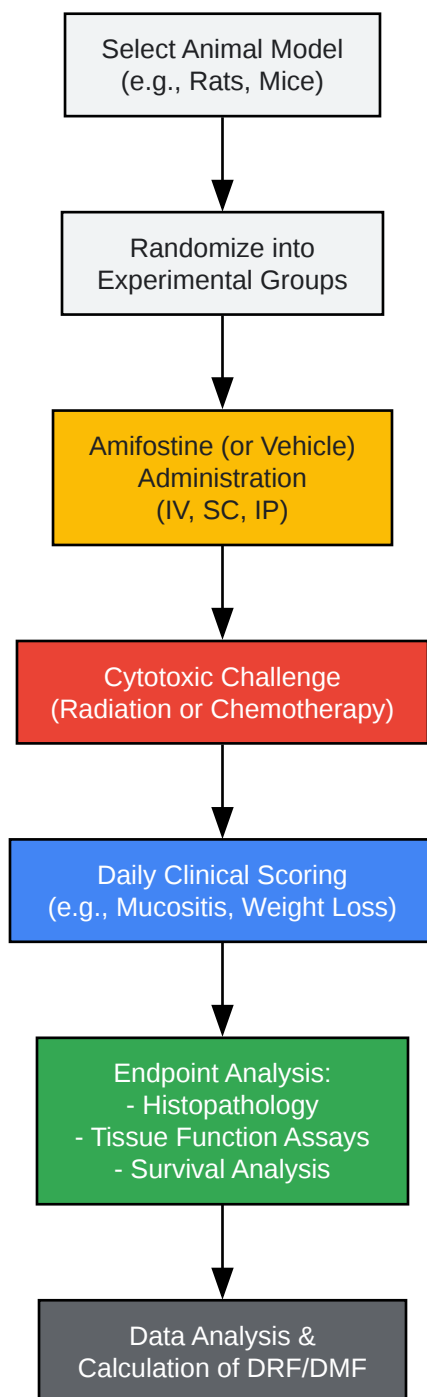 Select Animal Model
(e.g., Rats, Mice)
Randomize into
Experimental Groups
Amifostine (or Vehicle)
Administration
(IV, SC, IP)
Cytotoxic Challenge
(Radiation or Chemotherapy)
Daily Clinical Scoring
(e.g., Mucositis, Weight Loss)
Endpoint Analysis:
- Histopathology
- Tissue Function Assays
- Survival Analysis
Data Analysis &
Calculation of DRF/DMF